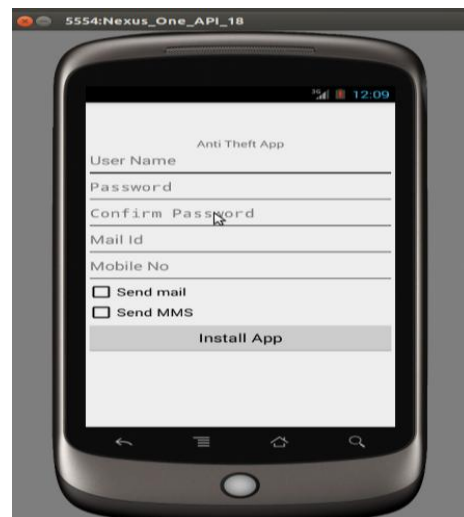 5554:Nexus_One_API_18
3G 12:09
Anti Theft App
User Name
Password
Confirm Password
Mail Id
Mobile No
Send mail
Send MMS
Install App